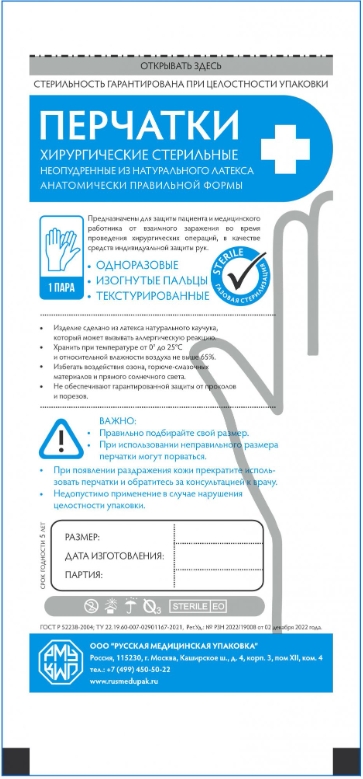 ОТКРЫВАТЬ ЗДЕСЬ
СТЕРИЛЬНОСТЬ ГАРАНТИРОВАНА ПРИ ЦЕЛОСТНОСТИ УПАКОВКИ
ПЕРЧАТКИ
ХИРУРГИЧЕСКИЕ СТЕРИЛЬНЫЕ
НЕОПУДРЕННЫЕ ИЗ НАТУРАЛЬНОГО ЛАТЕКСА
АНАТОМИЧЕСКИ ПРАВИЛЬНОЙ ФОРМЫ
Предназначены для защиты пациента и медицинского
работника от взаимного заражения во время
проведения хирургических операций, в качестве
средств индивидуальной защиты рук.
1 ПАРА
• ОДНОРАЗОВЫЕ
• ИЗОГНУТЫЕ ПАЛЬЦЫ
• ТЕКСТУРИРОВАННЫЕ
STERILE
ГАЗОВАЯ СТЕРИЛИЗАЦИЯ
• Изделие сделано из латекса натурального каучука,
который может вызывать аллергическую реакцию.
• Хранить при температуре от 0° до 25°С
и относительной влажности воздуха не выше 65%.
• Избегать воздействия озона, горюче-смазочных
материалов и прямого солнечного света.
• Не обеспечивают гарантированной защиты от проколов
и порезов.
ВАЖНО:
• Правильно подбирайте свой размер.
• При использовании неправильного размера
перчатки могут порваться.
• При появлении раздражения кожи прекратите исполь-
зовать перчатки и обратитесь за консультацией к врачу.
• Недопустимо применение в случае нарушения
целостности упаковки.
СРОК ГОДНОСТИ 5 ЛЕТ
РАЗМЕР:
ДАТА ИЗГОТОВЛЕНИЯ:
ПАРТИЯ:
O3 STERILE EO
ГОСТ Р 52238-2004; ТУ 22.19.60-007-02901167-2021, Рег.Уд.: № РЗН 2022/19008 от 02 декабря 2022 года.
ООО "РУССКАЯ МЕДИЦИНСКАЯ УПАКОВКА"
Россия, 115230, г. Москва, Каширское ш., д. 4, корп. 3, пом XII, ком. 4
тел.: +7 (499) 450-50-22
www.rusmedupak.ru